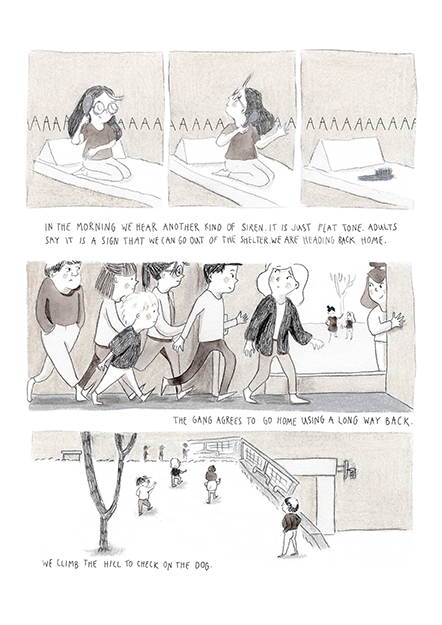 AAAAAAAAAAAAAAAAAAAAAAAA
IN THE MORNING WE HEAR ANOTHER KIND OF SIREN. IT IS JUST FLAT TONE. ADULTS
SAY IT IS A SIGN THAT WE CAN GO OUT OF THE SHELTER. WE ARE HEADING BACK HOME.
THE GANG AGREES TO GO HOME USING A LONG WAY BACK.
WE CLIMB THE HILL TO CHECK ON THE DOG.